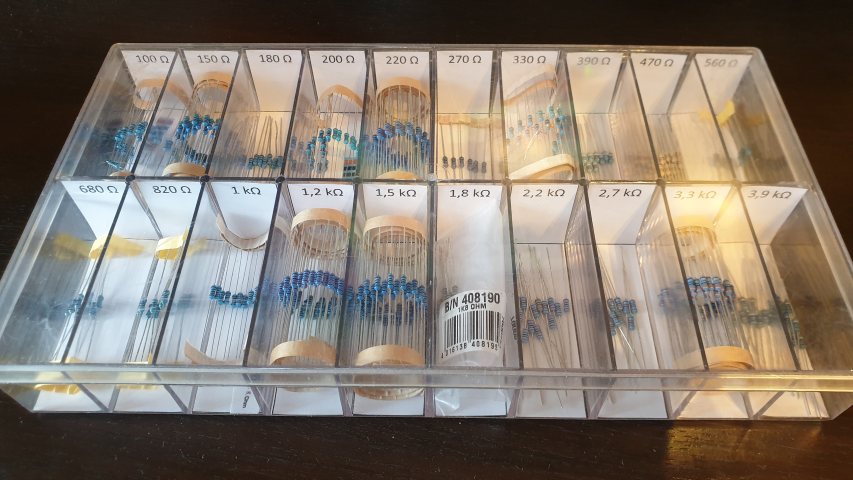 100 Ω
150 Ω
180 Ω
200 Ω
220 Ω
270 Ω
330 Ω
390 Ω
470 Ω
560 Ω
680 Ω
820 Ω
1 kΩ
1,2 kΩ
1,5 kΩ
1,8 kΩ
2,2 kΩ
2,7 kΩ
3,3 kΩ
3,9 kΩ
B/N 408190
1K8 OHM